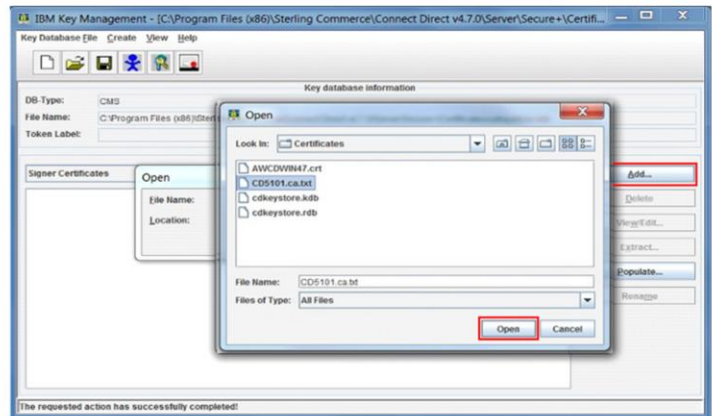 IBM Key Management - [C:\Program Files (x86)\Sterling Commerce\Connect Direct v4.7.0\Server\Secure+\Certifi...
Key Database File Create View Help
Key database information
DB-Type: CMS
File Name: C:\Program Files (x86)\Sterl
Token Label:
Signer Certificates
Add...
Delete
View/Edit...
Extract...
Populate...
Rename
Open
File Name:
Location:
Open
Look In: Certificates
AWCDWIN47.crt
CD5101.ca.txt
cdkeystore.kdb
cdkeystore.rdb
File Name: CD5101.ca.txt
Files of Type: All Files
Open Cancel
The requested action has successfully completed!